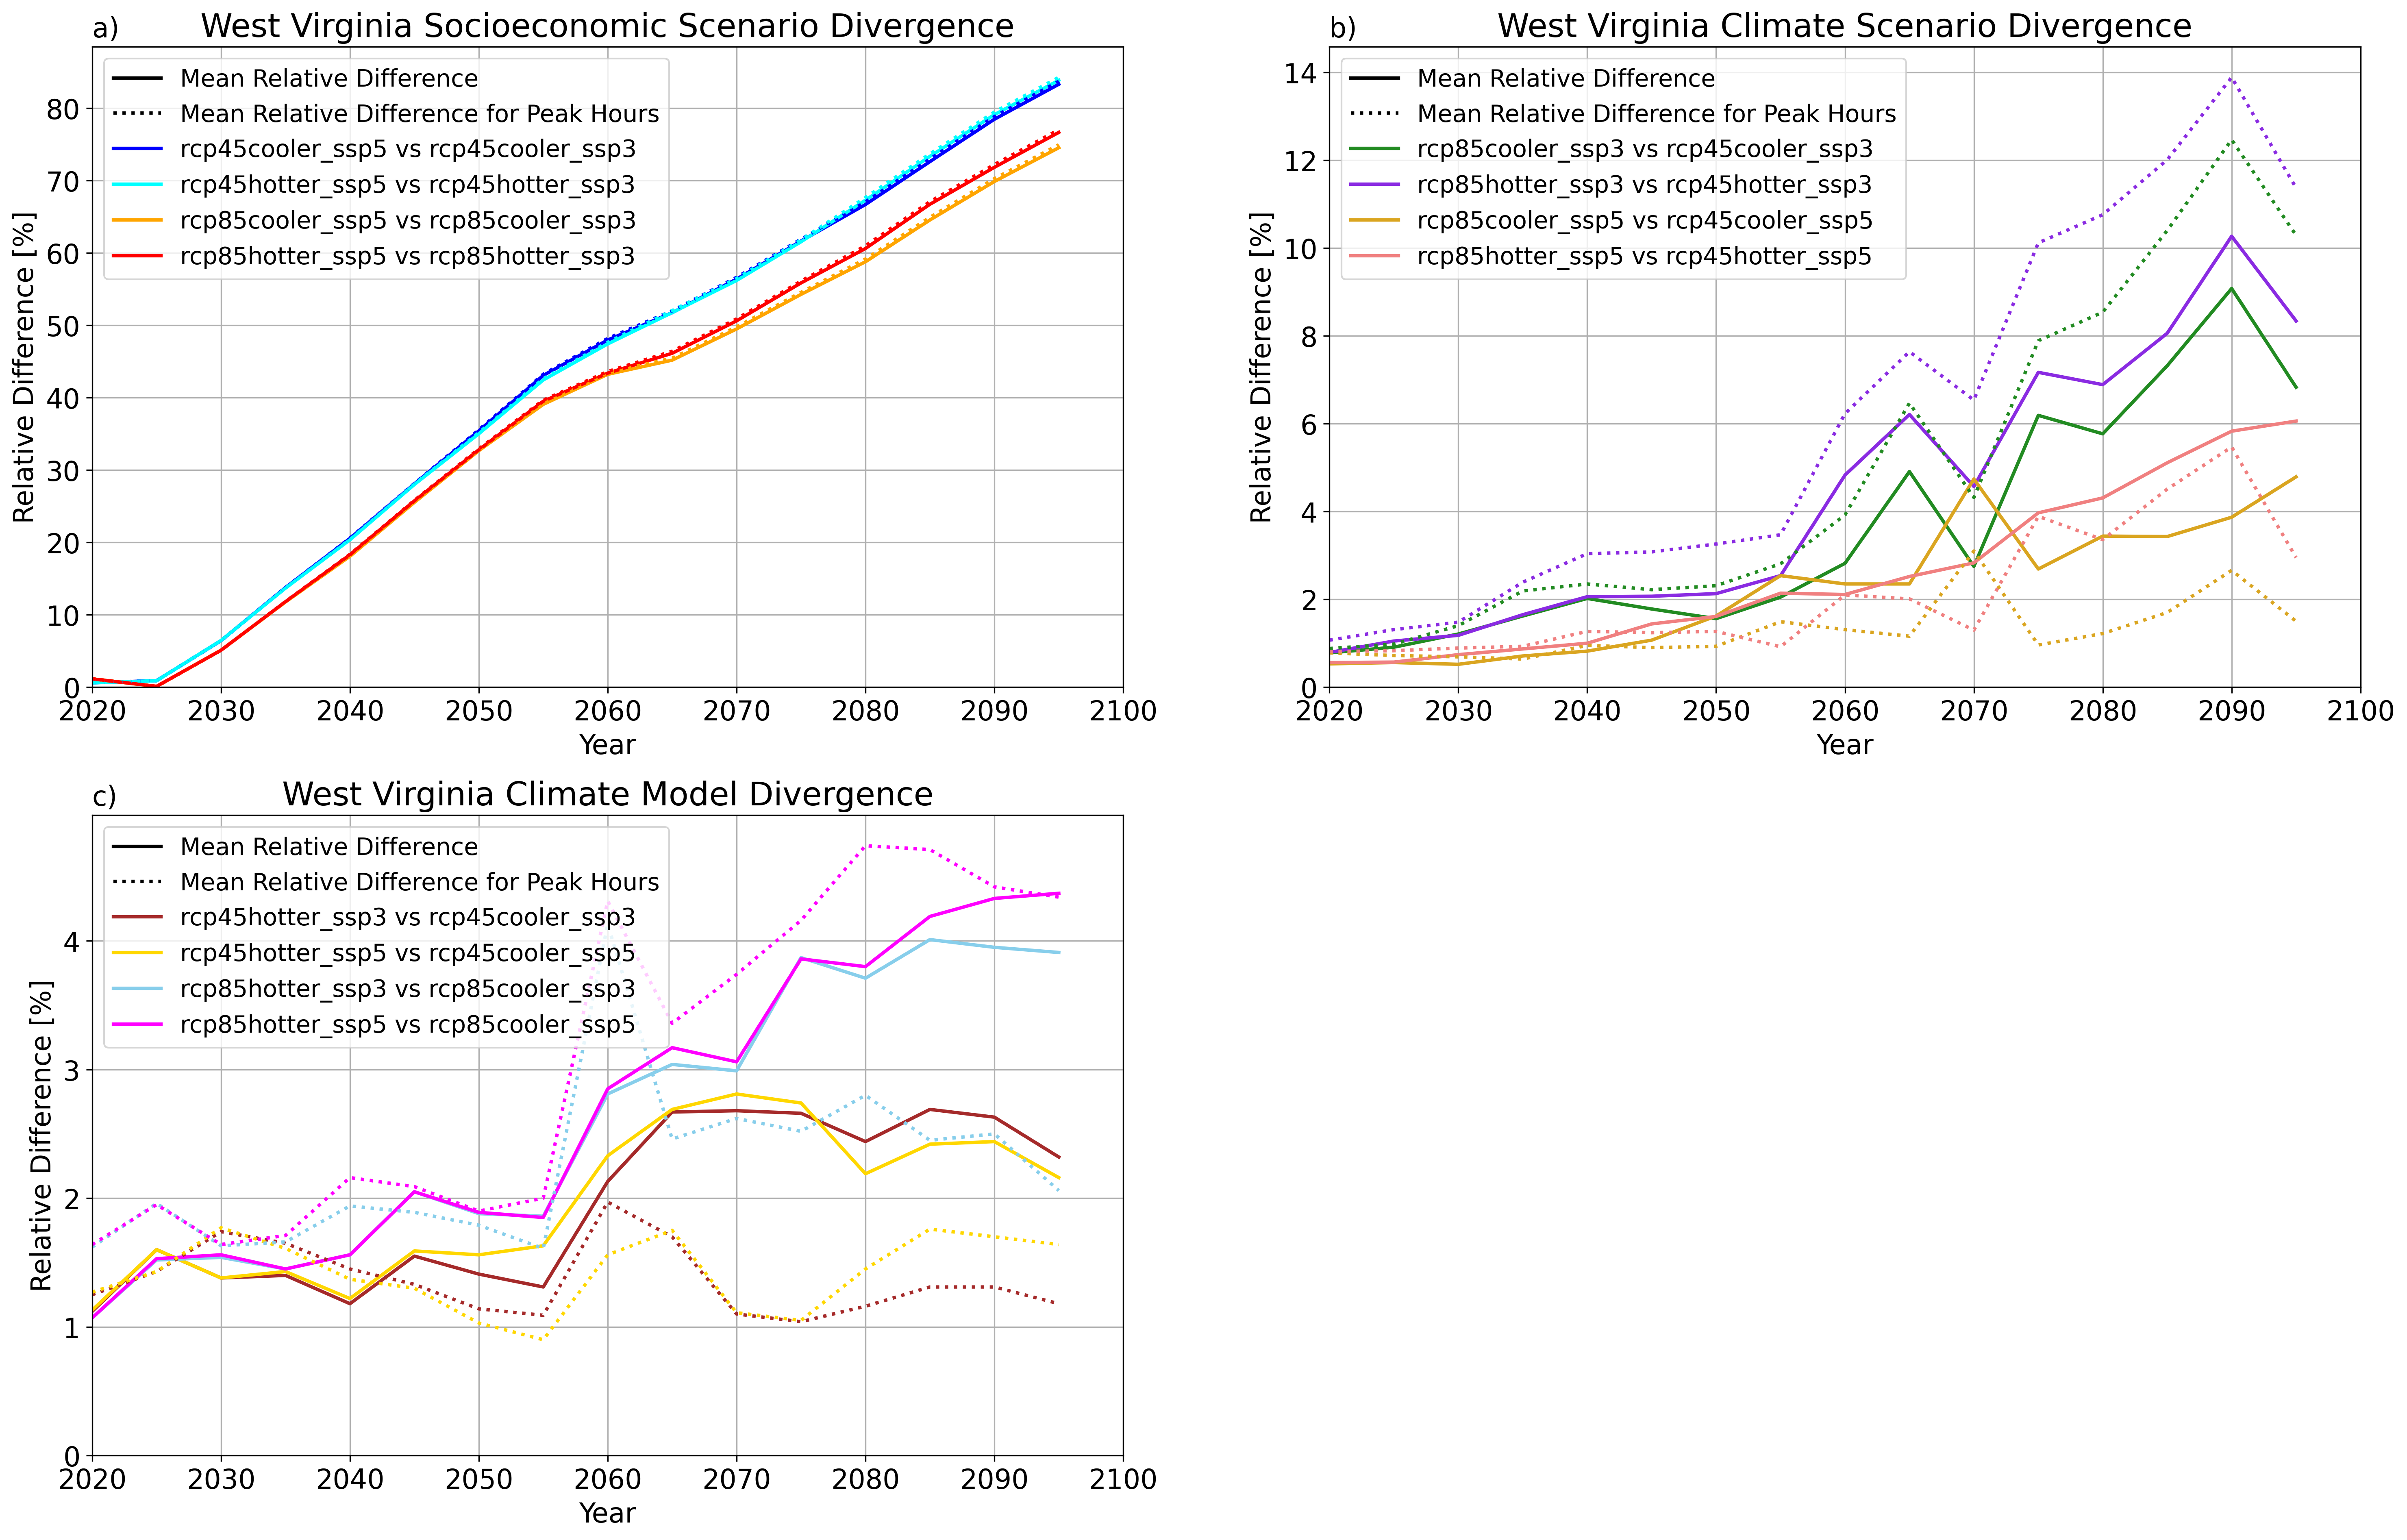 a)
West Virginia Socioeconomic Scenario Divergence
Mean Relative Difference
Mean Relative Difference for Peak Hours
rcp45cooler_ssp5 vs rcp45cooler_ssp3
rcp45hotter_ssp5 vs rcp45hotter_ssp3
rcp85cooler_ssp5 vs rcp85cooler_ssp3
rcp85hotter_ssp5 vs rcp85hotter_ssp3
Relative Difference [%]
80
70
60
50
40
30
20
10
0
2020 2030 2040 2050 2060 2070 2080 2090 2100
Year
b)
West Virginia Climate Scenario Divergence
Mean Relative Difference
Mean Relative Difference for Peak Hours
rcp85cooler_ssp3 vs rcp45cooler_ssp3
rcp85hotter_ssp3 vs rcp45hotter_ssp3
rcp85cooler_ssp5 vs rcp45cooler_ssp5
rcp85hotter_ssp5 vs rcp45hotter_ssp5
Relative Difference [%]
14
12
10
8
6
4
2
0
2020 2030 2040 2050 2060 2070 2080 2090 2100
Year
c)
West Virginia Climate Model Divergence
Mean Relative Difference
Mean Relative Difference for Peak Hours
rcp45hotter_ssp3 vs rcp45cooler_ssp3
rcp45hotter_ssp5 vs rcp45cooler_ssp5
rcp85hotter_ssp3 vs rcp85cooler_ssp3
rcp85hotter_ssp5 vs rcp85cooler_ssp5
Relative Difference [%]
4
3
2
1
0
2020 2030 2040 2050 2060 2070 2080 2090 2100
Year